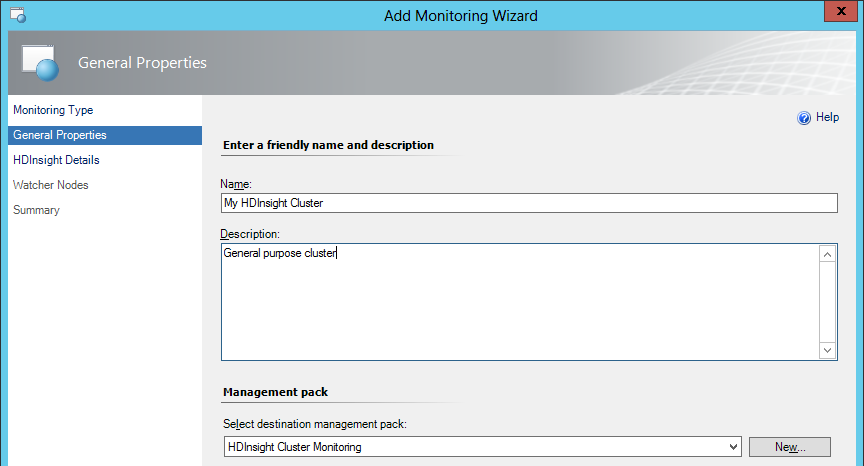 Add Monitoring Wizard
x
General Properties
Monitoring Type
General Properties
HDInsight Details
Watcher Nodes
Summary
Help
Enter a friendly name and description
Name:
My HDInsight Cluster
Description:
General purpose cluster
Management pack
Select destination management pack:
HDInsight Cluster Monitoring
New...